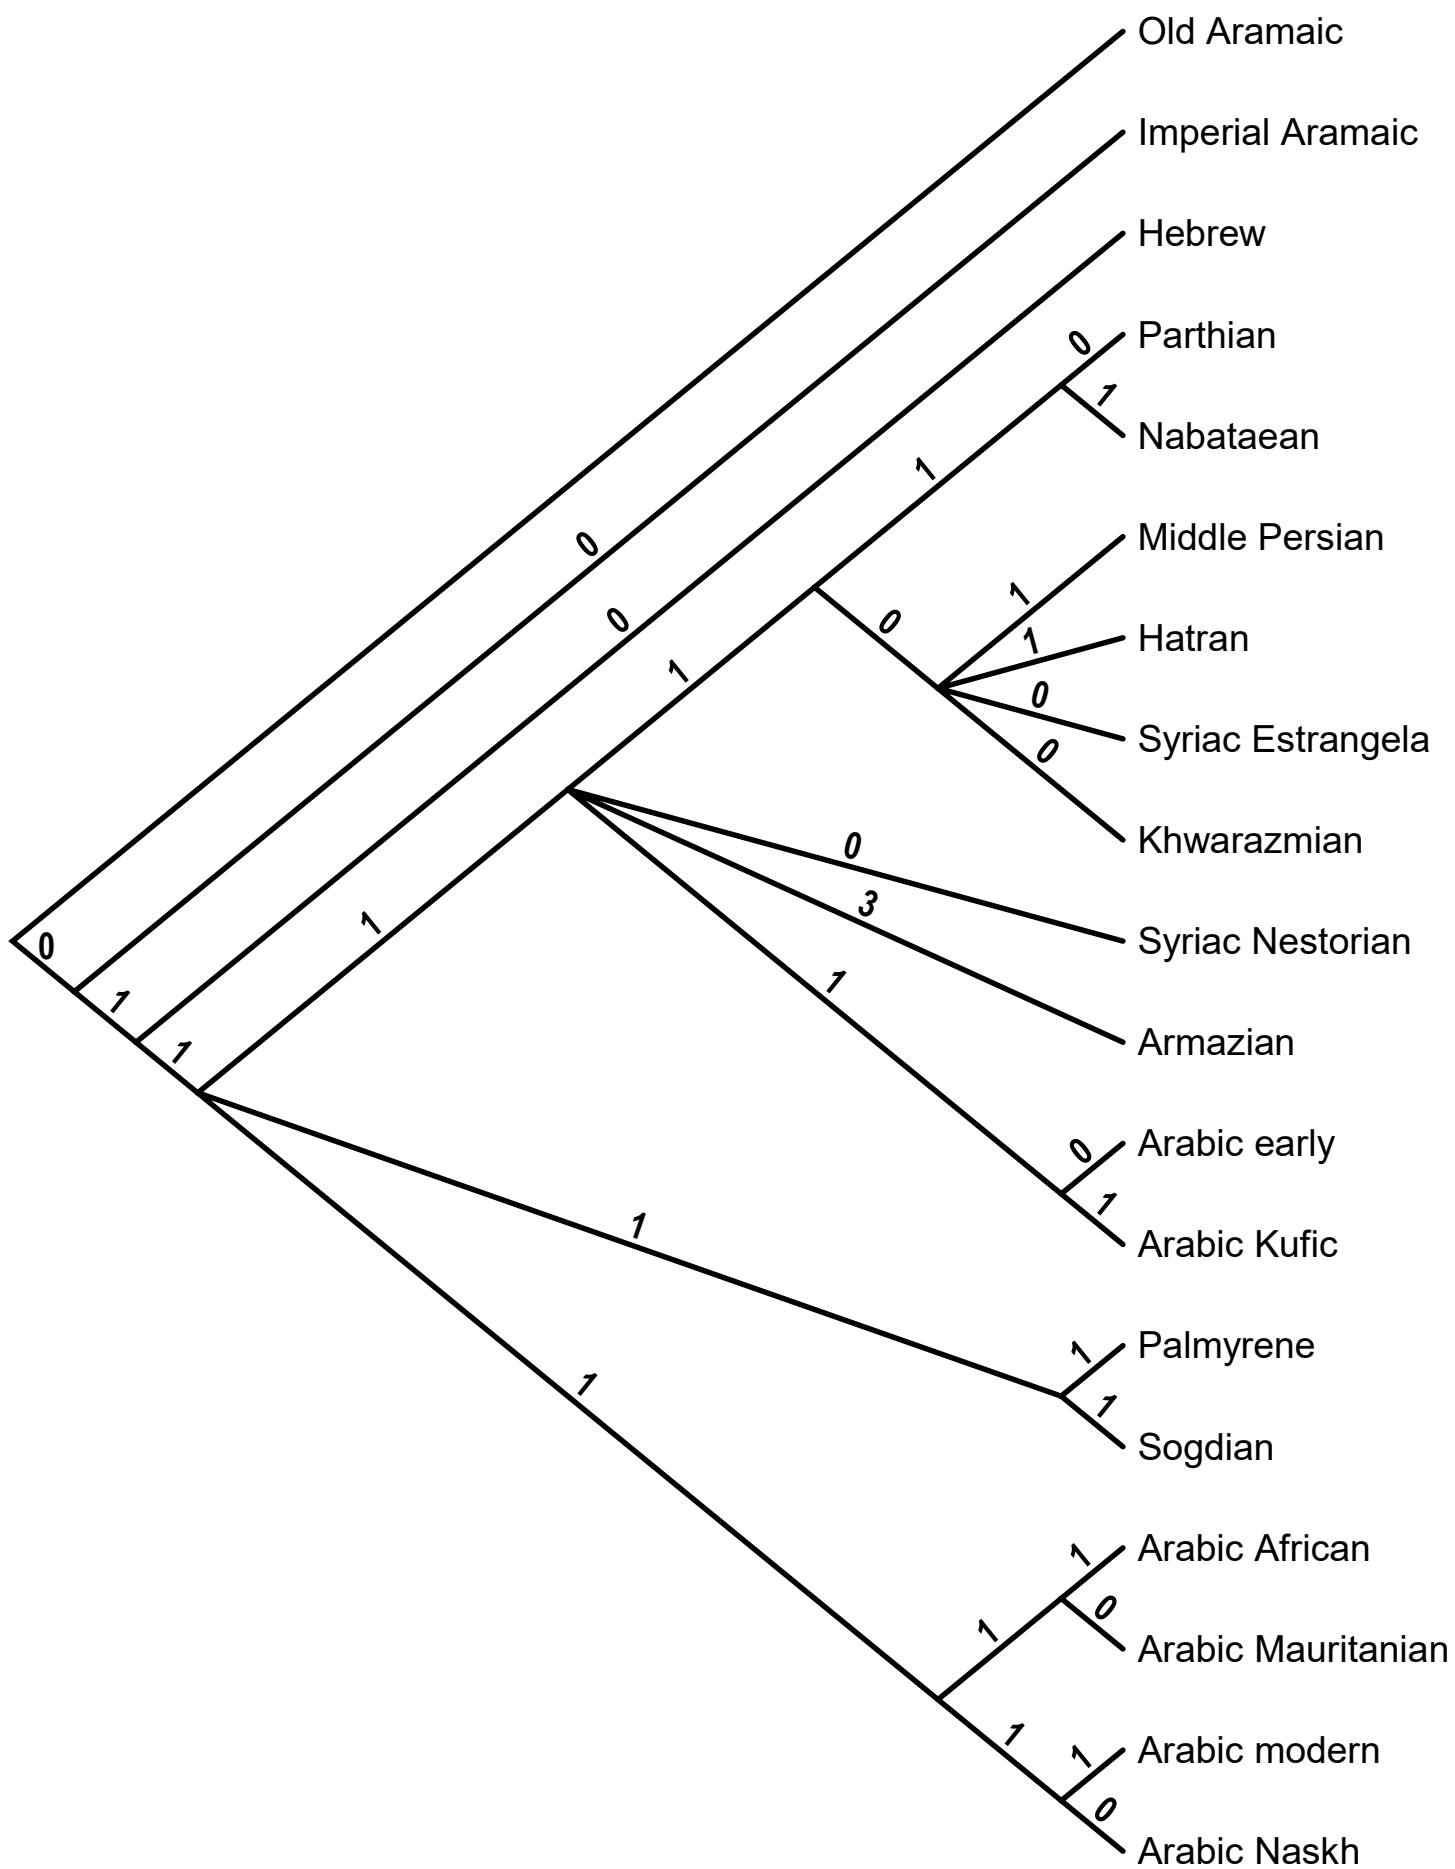 Old Aramaic
Imperial Aramaic
Hebrew
0
Parthian
1
Nabataean
1
Middle Persian
0
1
0
1
Hatran
0
1
0
Syriac Estrangela
0
Khwarazmian
0
3
Syriac Nestorian
1
0
1
1
Armazian
1
0
Arabic early
1
Arabic Kufic
1
1
Palmyrene
1
1
Sogdian
1
Arabic African
0
1
Arabic Mauritanian
1
1
Arabic modern
0
Arabic Naskh